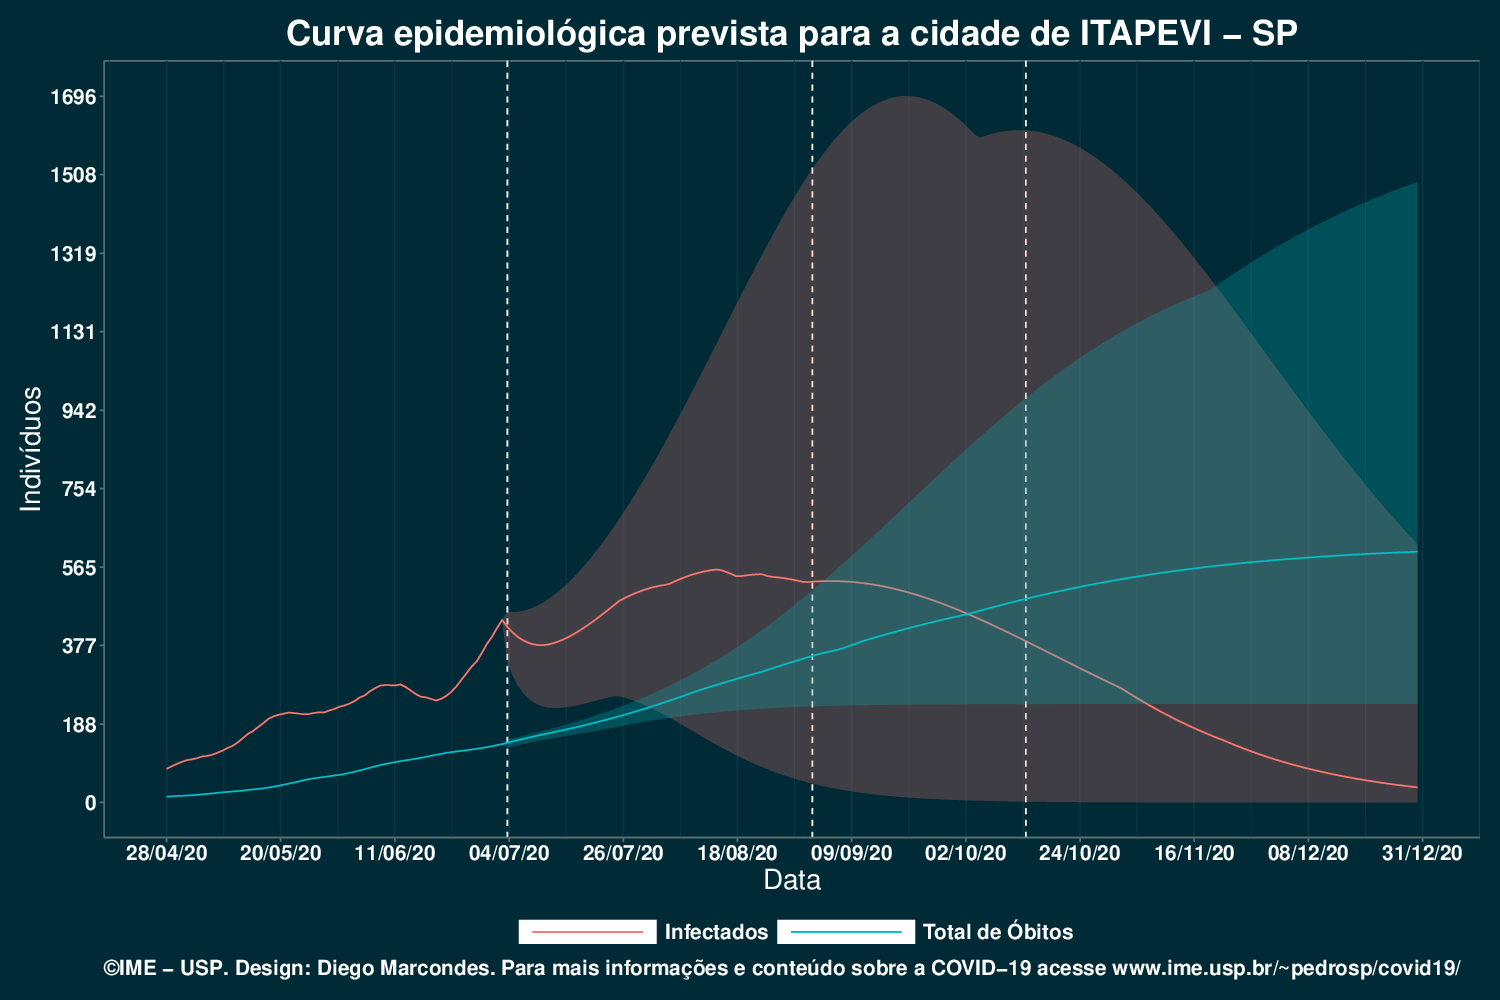 Curva epidemiológica prevista para a cidade de ITAPEVI – SP
1696
1508
1319
1131
942
754
565
377
188
0
Indivíduos
28/04/20 20/05/20 11/06/20 04/07/20 26/07/20 18/08/20 09/09/20 02/10/20 24/10/20 16/11/20 08/12/20 31/12/20
Data
Infectados Total de Óbitos
©IME – USP. Design: Diego Marcondes. Para mais informações e conteúdo sobre a COVID–19 acesse www.ime.usp.br/~pedrosp/covid19/